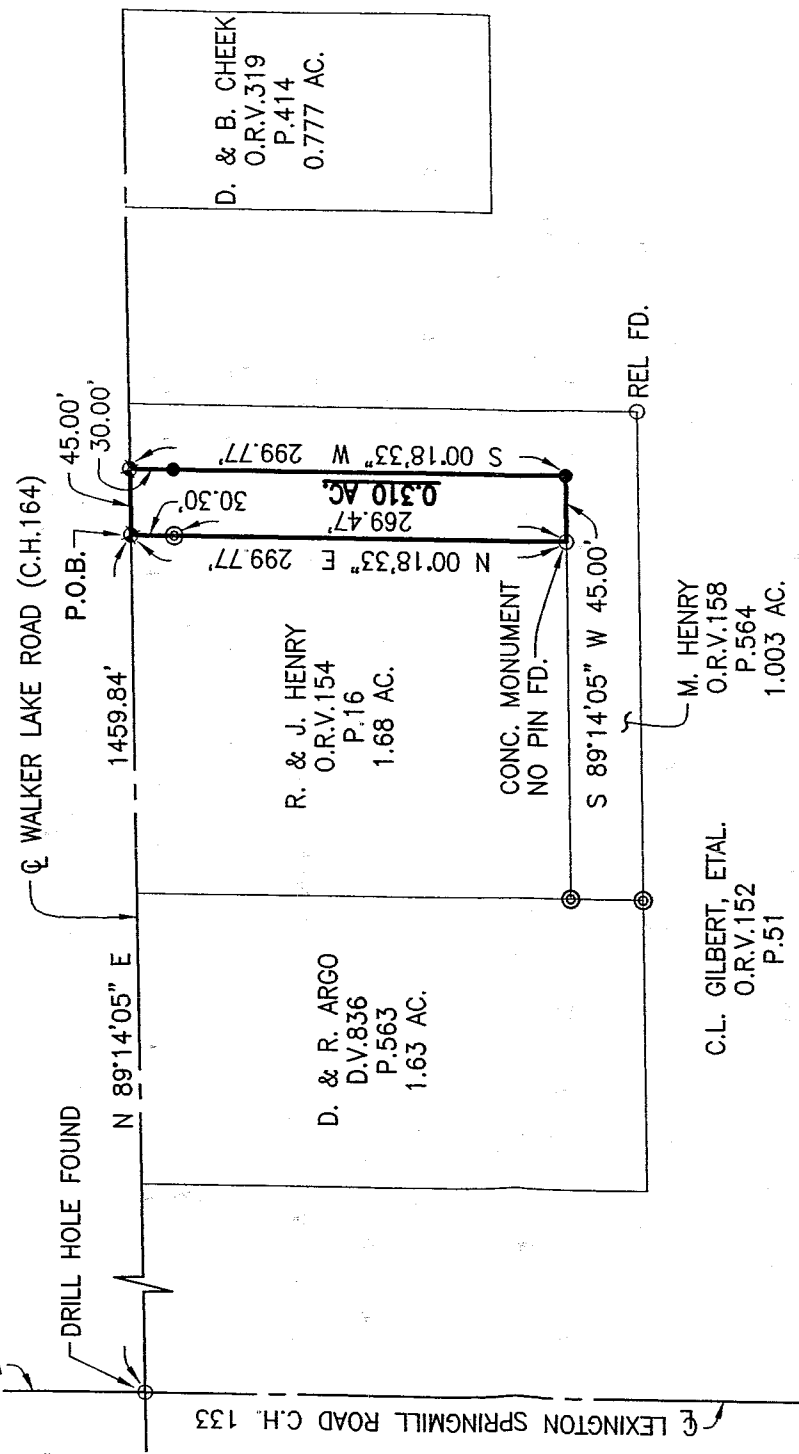 ₵ WALKER LAKE ROAD (C.H.164)
DRILL HOLE FOUND
N 89°14'05" E
1459.84'
P.O.B.
45.00'
30.00'
D. & B. CHEEK
O.R.V.319
P.414
0.777 AC.
D. & R. ARGO
D.V.836
P.563
1.63 AC.
R. & J. HENRY
O.R.V.154
P.16
1.68 AC.
N 00°18'33" E 299.77'
30.30'
269.47'
0.310 AC.
S 00°18'33" W 299.77'
CONC. MONUMENT
NO PIN FD.
S 89°14'05" W 45.00'
REL FD.
M. HENRY
O.R.V.158
P.564
1.003 AC.
C.L. GILBERT, ETAL.
O.R.V.152
P.51
₵ LEXINGTON SPRINGMILL ROAD C.H. 133